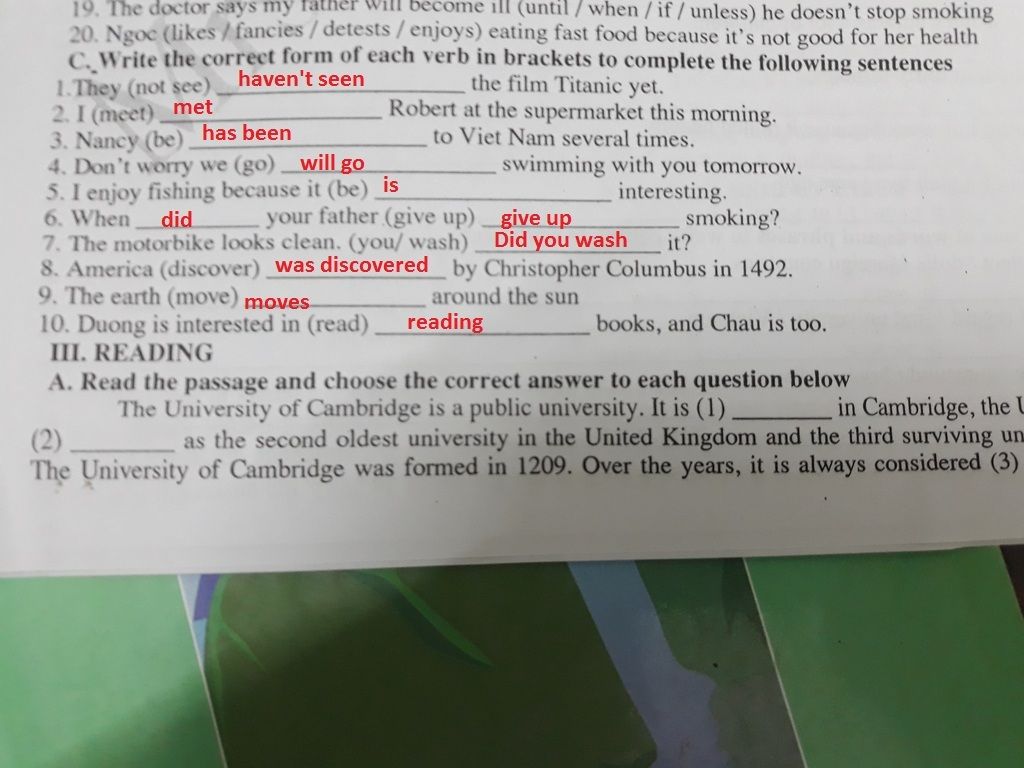 19. The doctor says my father will become ill (until / when / if / unless) he doesn't stop smoking
20. Ngoc (likes / fancies / detests / enjoys) eating fast food because it's not good for her health
C. Write the correct form of each verb in brackets to complete the following sentences
1.They (not see) haven't seen the film Titanic yet.
2. I (meet) met Robert at the supermarket this morning.
3. Nancy (be) has been to Viet Nam several times.
4. Don't worry we (go) will go swimming with you tomorrow.
5. I enjoy fishing because it (be) is interesting.
6. When did your father (give up) give up smoking?
7. The motorbike looks clean. (you/ wash) Did you wash it?
8. America (discover) was discovered by Christopher Columbus in 1492.
9. The earth (move) moves around the sun
10. Duong is interested in (read) reading books, and Chau is too.
III. READING
A. Read the passage and choose the correct answer to each question below
The University of Cambridge is a public university. It is (1) ________ in Cambridge, the
(2) ________ as the second oldest university in the United Kingdom and the third surviving
The University of Cambridge was formed in 1209. Over the years, it is always considered (3)